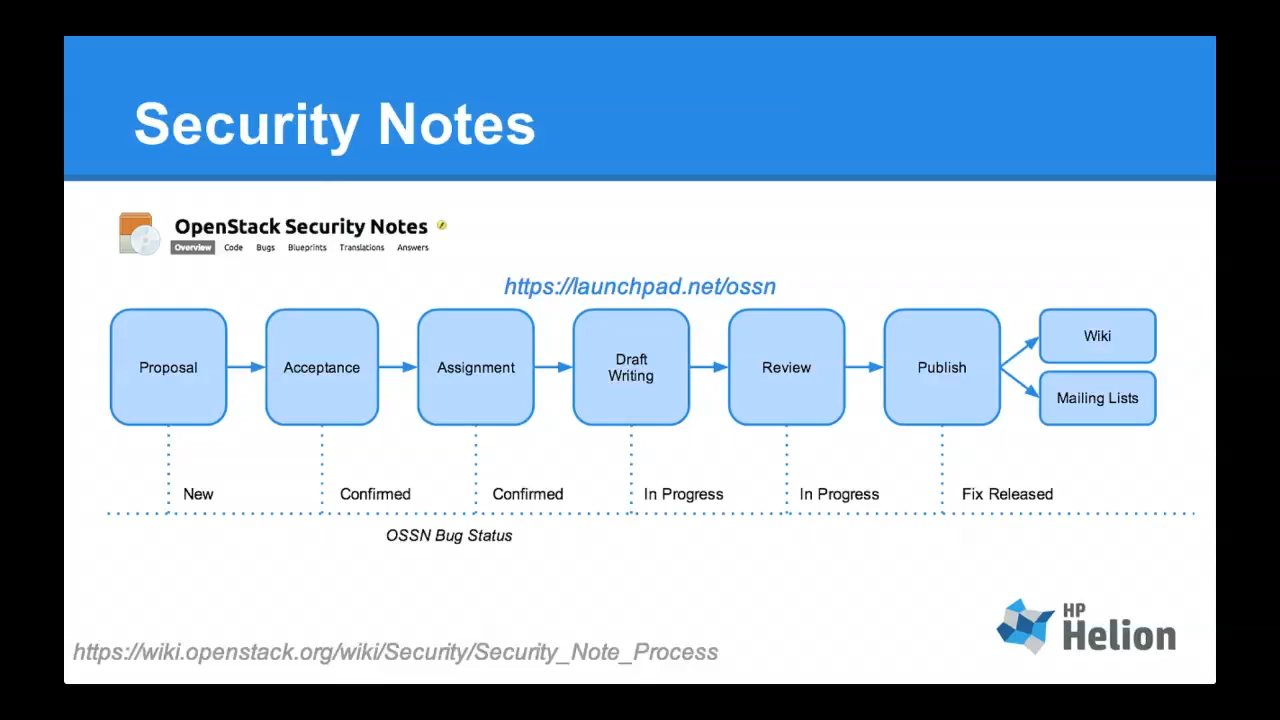 Security Notes
OpenStack Security Notes
Overview Code Bugs Blueprints Translations Answers
https://launchpad.net/ossn
Proposal
Acceptance
Assignment
Draft
Writing
Review
Publish
Wiki
Mailing Lists
New
Confirmed
Confirmed
In Progress
In Progress
Fix Released
OSSN Bug Status
HP
Helion
https://wiki.openstack.org/wiki/Security/Security_Note_Process